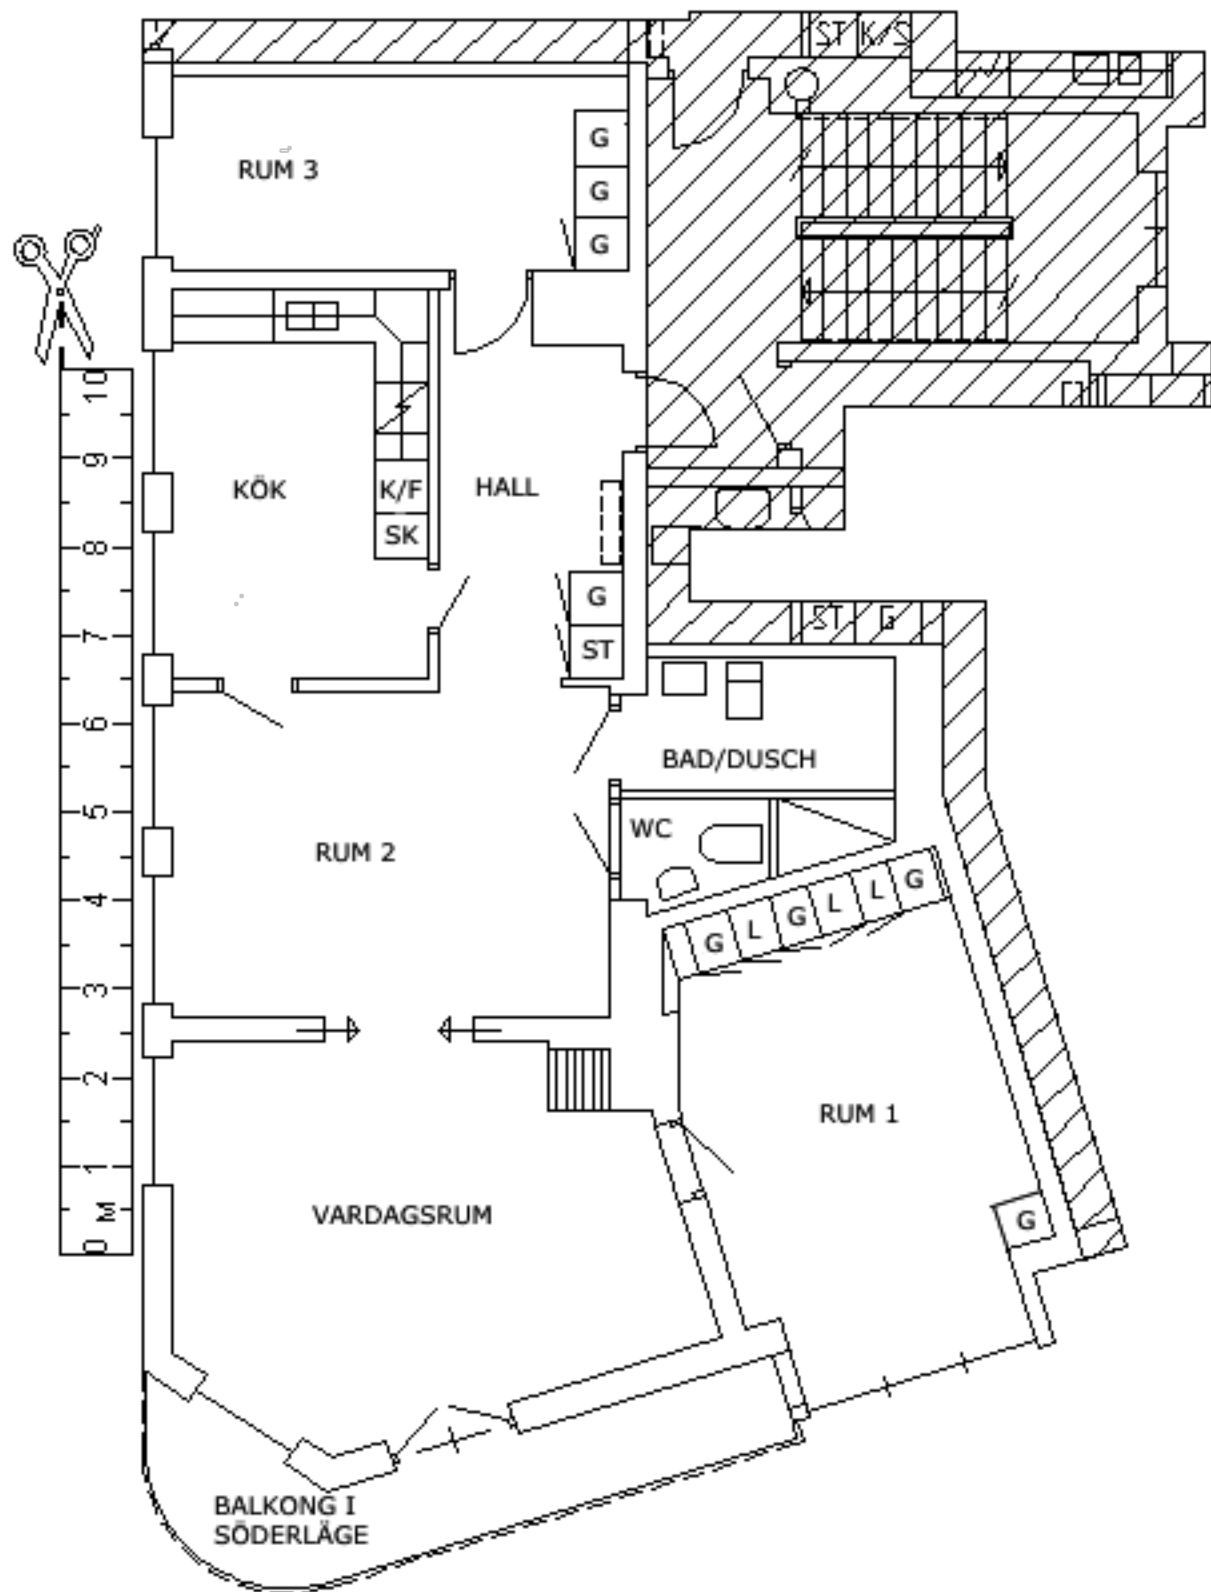 ST K/S
G
RUM 3
G
G
10
9
KÖK
K/F
HALL
SK
8
G
ST G
7
ST
6
BAD/DUSCH
5
WC
RUM 2
4
G L G L L G
3
2
RUM 1
1
VARDAGSRUM
M
G
0
BALKONG I
SÖDERLÄGE